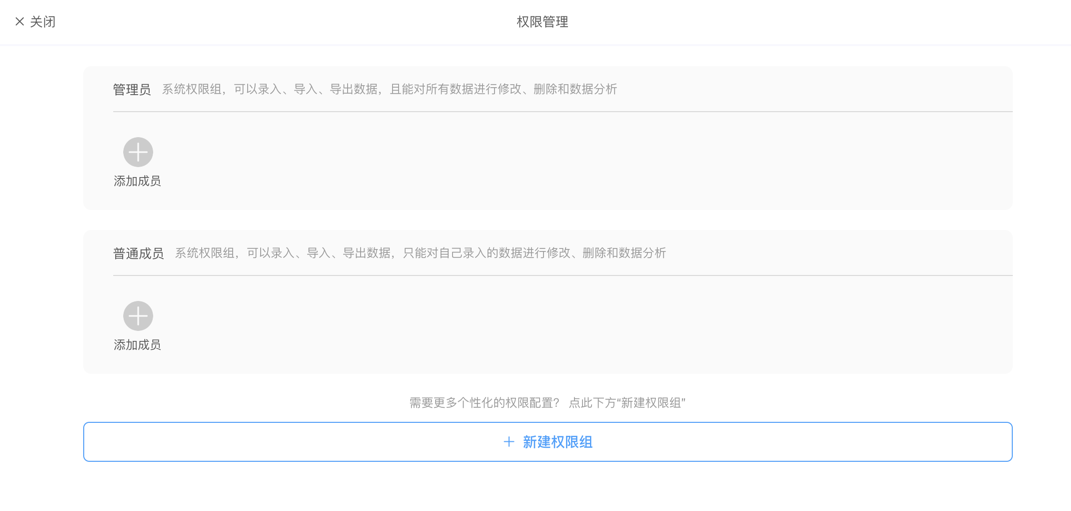 关闭
权限管理
管理员 系统权限组，可以录入、导入、导出数据，且能对所有数据进行修改、删除和数据分析
添加成员
普通成员 系统权限组，可以录入、导入、导出数据，只能对自己录入的数据进行修改、删除和数据分析
添加成员
需要更多个性化的权限配置？ 点此下方“新建权限组”
新建权限组